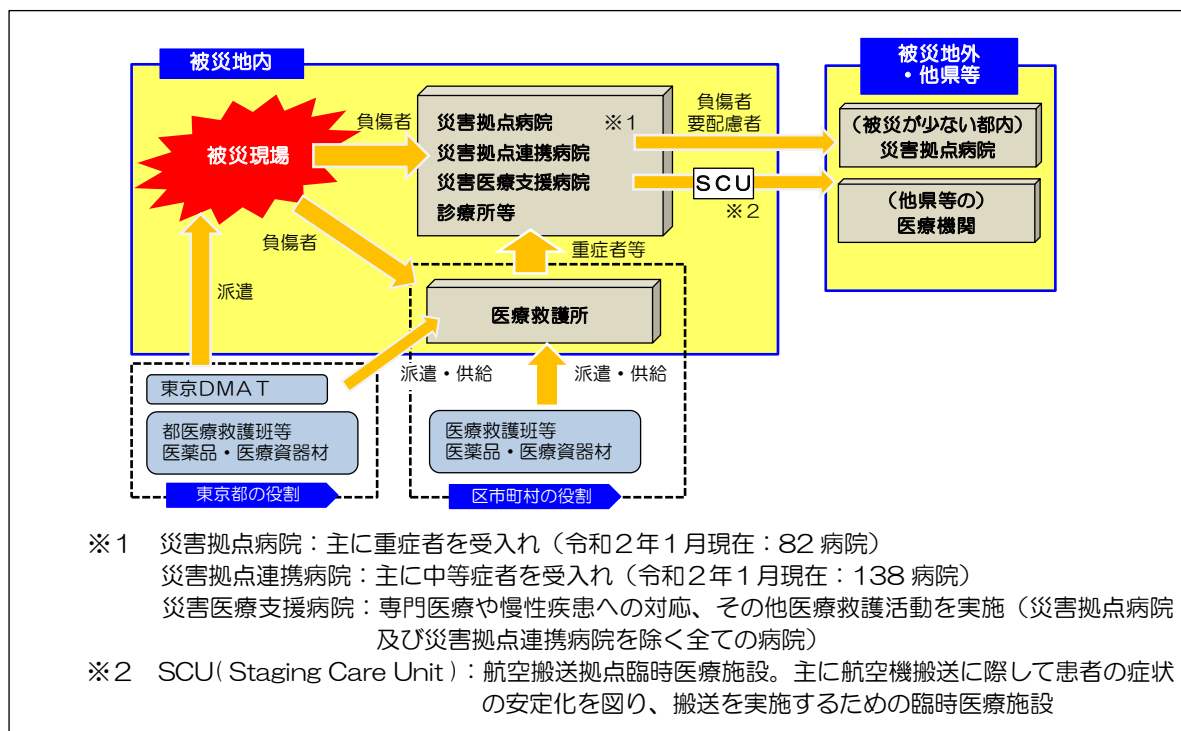 被災地内
被災地外
・他県等
被災現場
負傷者
災害拠点病院　※１
災害拠点連携病院
災害医療支援病院
診療所等
負傷者
要配慮者
ＳＣＵ
※２
（被災が少ない都内）
災害拠点病院
（他県等の）
医療機関
負傷者
重症者等
派遣
医療救護所
派遣・供給
派遣・供給
東京DMAT
都医療救護班等
医薬品・医療資器材
東京都の役割
医療救護班等
医薬品・医療資器材
区市町村の役割
※１　災害拠点病院：主に重症者を受入れ（令和２年１月現在：82 病院）
災害拠点連携病院：主に中等症者を受入れ（令和２年１月現在：138 病院）
災害医療支援病院：専門医療や慢性疾患への対応、その他医療救護活動を実施（災害拠点病院
及び災害拠点連携病院を除く全ての病院）
※２　SCU( Staging Care Unit )：航空搬送拠点臨時医療施設。主に航空機搬送に際して患者の症状
の安定化を図り、搬送を実施するための臨時医療施設